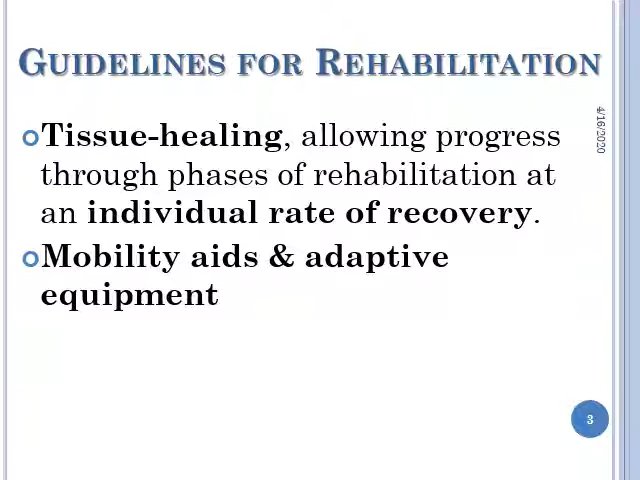 GUIDELINES FOR REHABILITATION
4/16/2020
Tissue-healing, allowing progress
through phases of rehabilitation at
an individual rate of recovery.
Mobility aids & adaptive
equipment
3